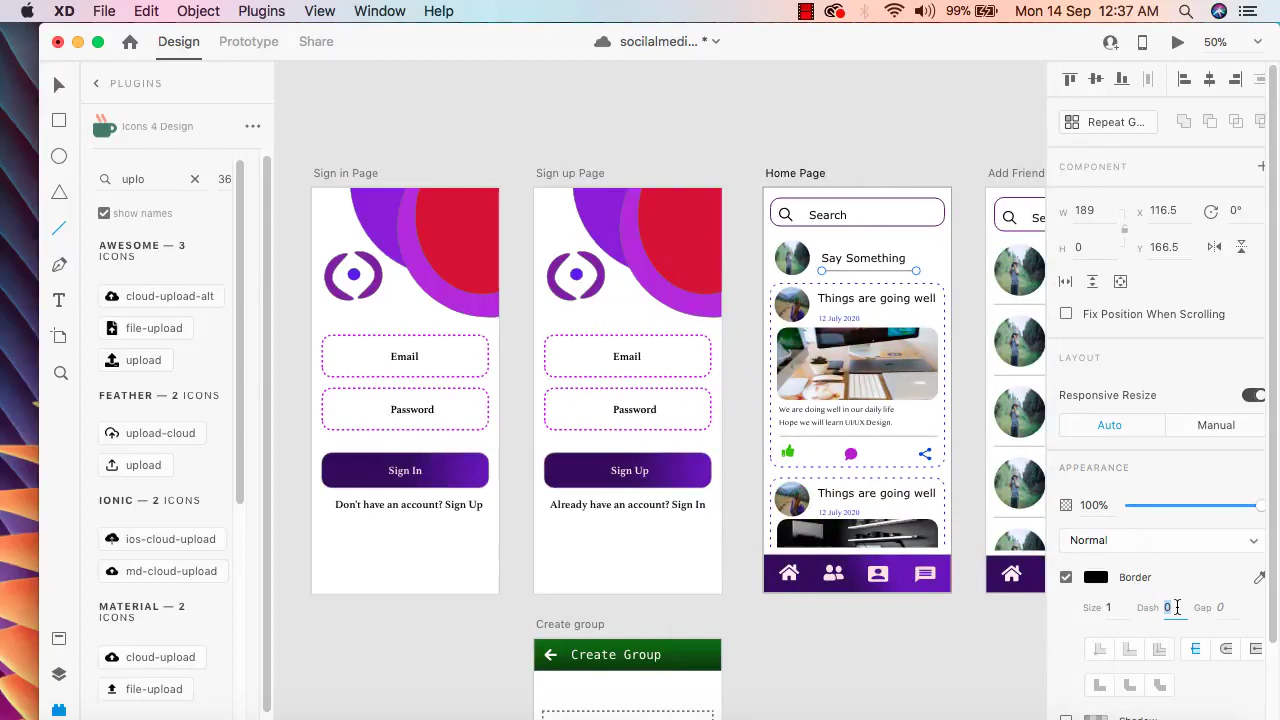 XD File Edit Object Plugins View Window Help 99% Mon 14 Sep 12:37 AM
Design Prototype Share socilalmedi... * 50%
PLUGINS
Icons 4 Design
uplo 36
show names
AWESOME — 3
ICONS
cloud-upload-alt
file-upload
upload
FEATHER — 2 ICONS
upload-cloud
upload
IONIC — 2 ICONS
ios-cloud-upload
md-cloud-upload
MATERIAL — 2
ICONS
cloud-upload
file-upload
Sign in Page
Email
Password
Sign In
Don't have an account? Sign Up
Sign up Page
Email
Password
Sign Up
Already have an account? Sign In
Create group
Create Group
Home Page
Search
Say Something
Things are going well
12 July 2020
We are doing well in our daily life
Hope we will learn UI/UX Design.
Things are going well
12 July 2020
Add Friend
Se
Repeat G...
COMPONENT
W 189 X 116.5 0°
H 0 Y 166.5
Fix Position When Scrolling
LAYOUT
Responsive Resize
Auto Manual
APPEARANCE
100%
Normal
Border
Size 1 Dash 0 Gap 0